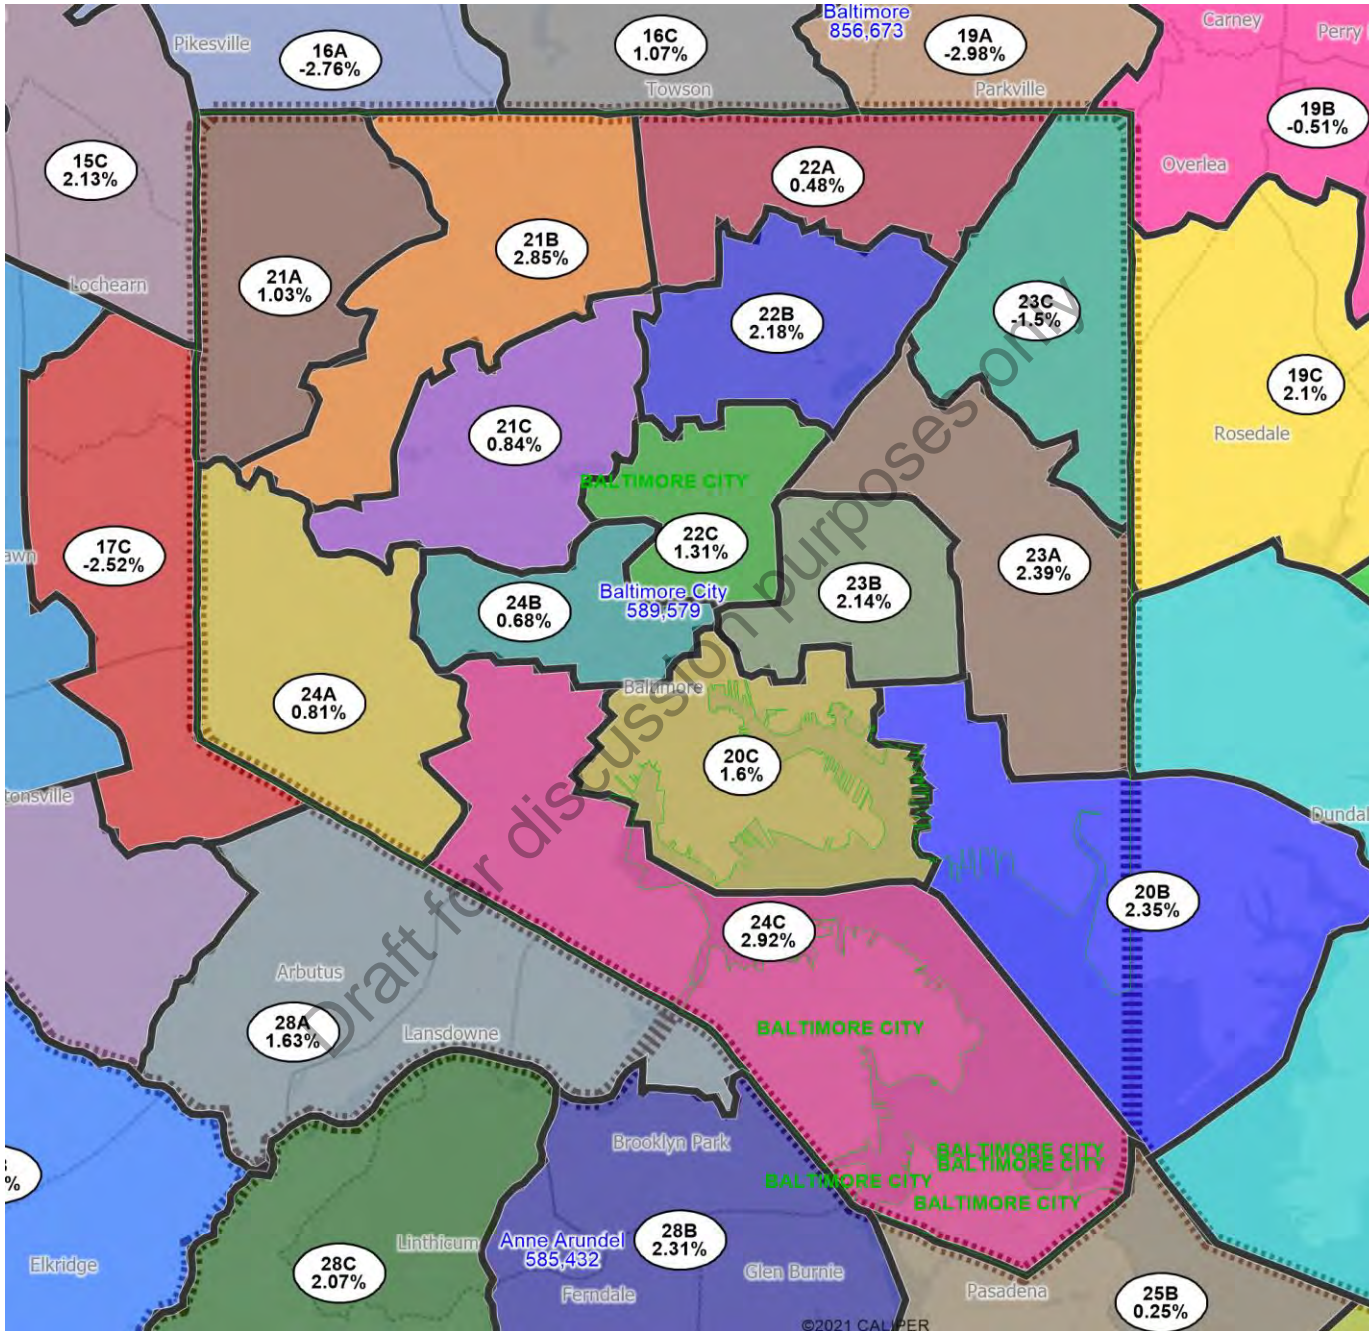 Baltimore
856,673
Carney
Perry
Pikesville
16A
-2.76%
16C
1.07%
19A
-2.98%
Towson
Parkville
19B
-0.51%
15C
2.13%
22A
0.48%
Overlea
21B
2.85%
21A
1.03%
Lochearn
22B
2.18%
23C
-1.5%
19C
2.1%
21C
0.84%
Rosedale
BALTIMORE CITY
17C
-2.52%
awn
22C
1.31%
23A
2.39%
24B
0.68%
Baltimore City
589,579
23B
2.14%
24A
0.81%
Baltimore
20C
1.6%
tonsville
Dundal
20B
2.35%
24C
2.92%
Draft for discussion purposes only
Arbutus
28A
1.63%
Lansdowne
BALTIMORE CITY
Brooklyn Park
BALTIMORE CITY
BALTIMORE CITY
BALTIMORE CITY
BALTIMORE CITY
%
Anne Arundel
585,432
28B
2.31%
Linthicum
Elkridge
28C
2.07%
Glen Burnie
Ferndale
Pasadena
25B
0.25%
©2021 CALIPER